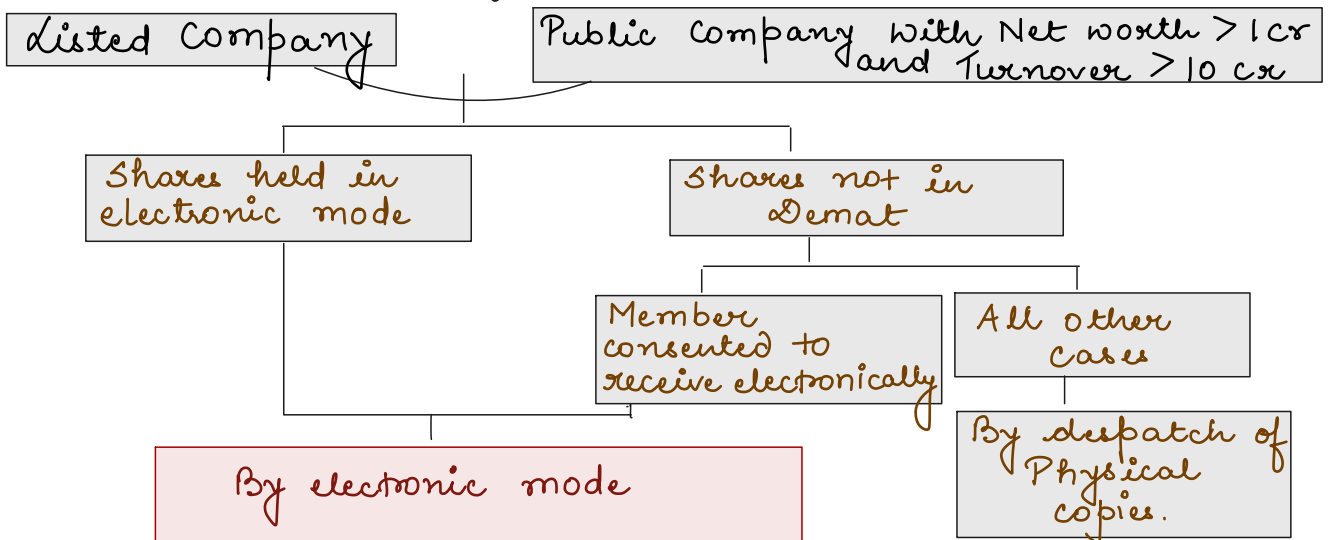 Listed Company
Public Company with Net worth > 1 cr
and Turnover > 10 cr
Shares held in
electronic mode
Shares not in
Demat
Member
consented to
receive electronically
All other
cases
By electronic mode
By despatch of
Physical
copies.